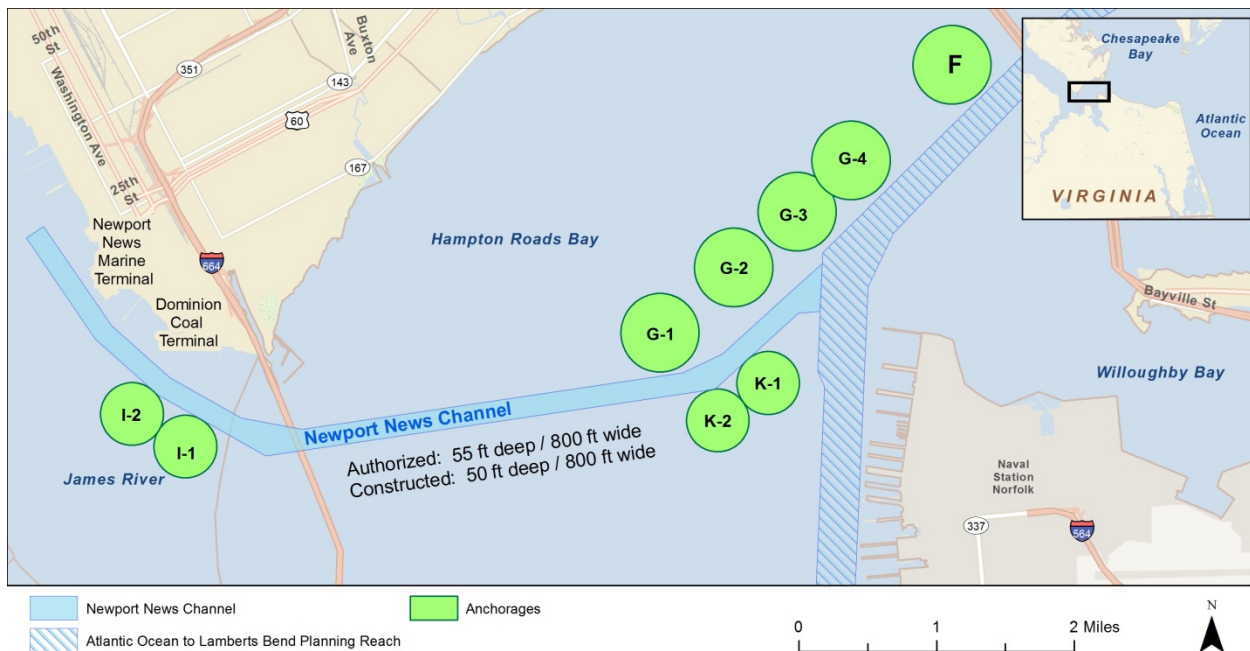 50th
St
Washington
Ave
351
Buxton
Ave
143
60
167
25th
St
Newport
News
Marine
Terminal
664
Dominion
Coal
Terminal
Hampton Roads Bay
F
G-4
G-3
G-2
G-1
K-1
K-2
I-2
I-1
James River
Newport News Channel
Authorized: 55 ft deep / 800 ft wide
Constructed: 50 ft deep / 800 ft wide
Chesapeake
Bay
Atlantic
Ocean
VIRGINIA
Bayville St
Willoughby Bay
Naval
Station
Norfolk
337
564
Newport News Channel
Anchorages
Atlantic Ocean to Lamberts Bend Planning Reach
0 1 2 Miles
N